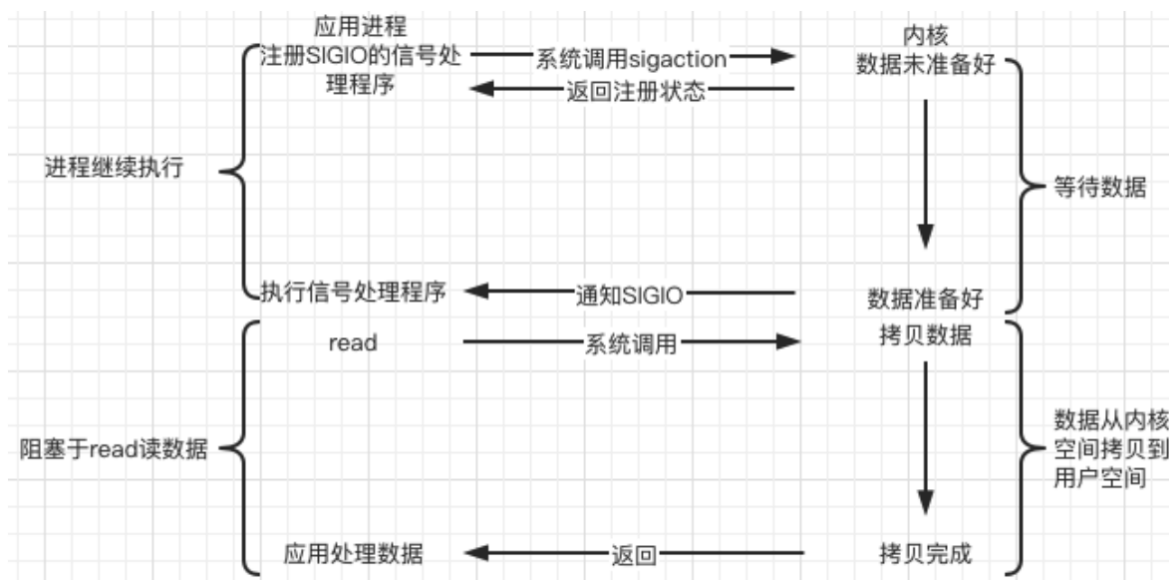 应用进程
注册SIGIO的信号处
理程序
系统调用sigaction
返回注册状态
内核
数据未准备好
进程继续执行
等待数据
执行信号处理程序
通知SIGIO
数据准备好
read
系统调用
拷贝数据
阻塞于read读数据
数据从内核
空间拷贝到
用户空间
应用处理数据
返回
拷贝完成